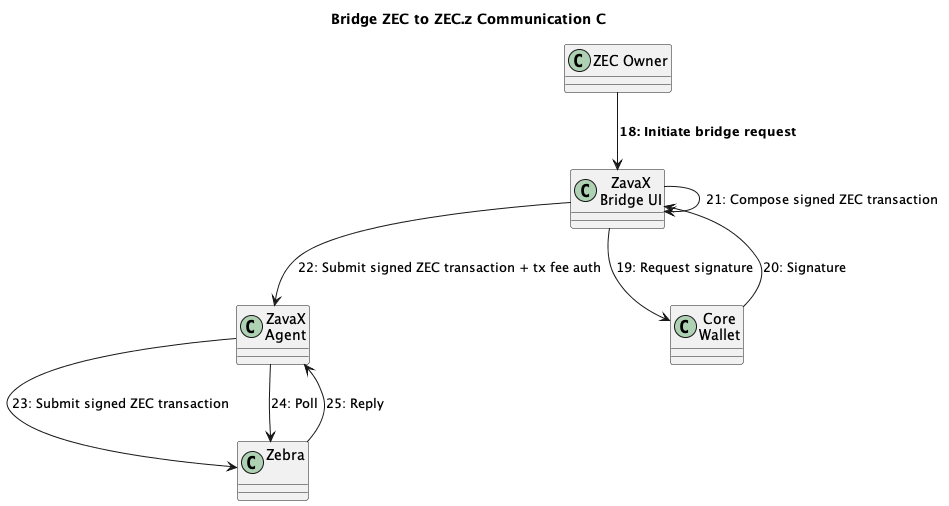 Bridge ZEC to ZEC.z Communication C
C ZEC Owner
18: Initiate bridge request
C ZavaX
Bridge UI
21: Compose signed ZEC transaction
22: Submit signed ZEC transaction + tx fee auth
19: Request signature
20: Signature
C ZavaX
Agent
C Core
Wallet
23: Submit signed ZEC transaction
24: Poll
25: Reply
C Zebra